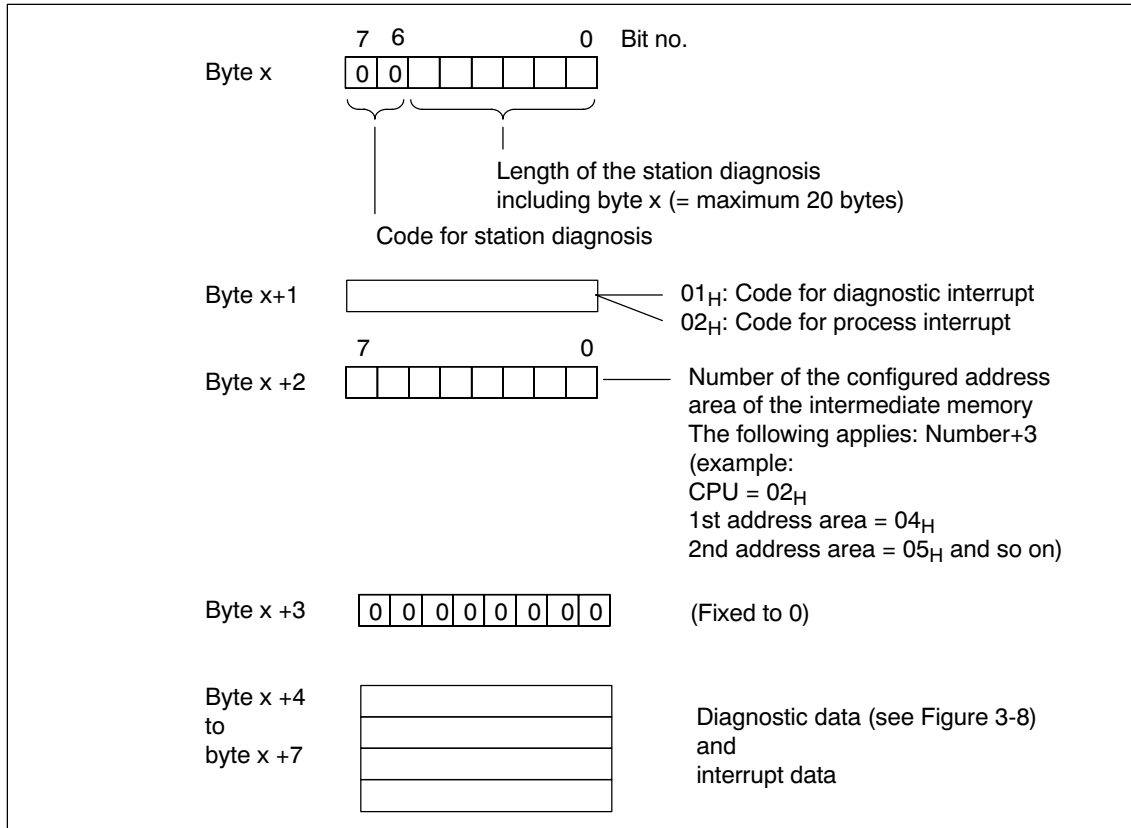 7 6 0 Bit no.
Byte x
0 0
Length of the station diagnosis
including byte x (= maximum 20 bytes)
Code for station diagnosis
Byte x+1
01H: Code for diagnostic interrupt
02H: Code for process interrupt
7 0
Byte x +2
Number of the configured address
area of the intermediate memory
The following applies: Number+3
(example:
CPU = 02H
1st address area = 04H
2nd address area = 05H and so on)
Byte x +3
0 0 0 0 0 0 0 0
(Fixed to 0)
Byte x +4
to
byte x +7
Diagnostic data (see Figure 3-8)
and
interrupt data